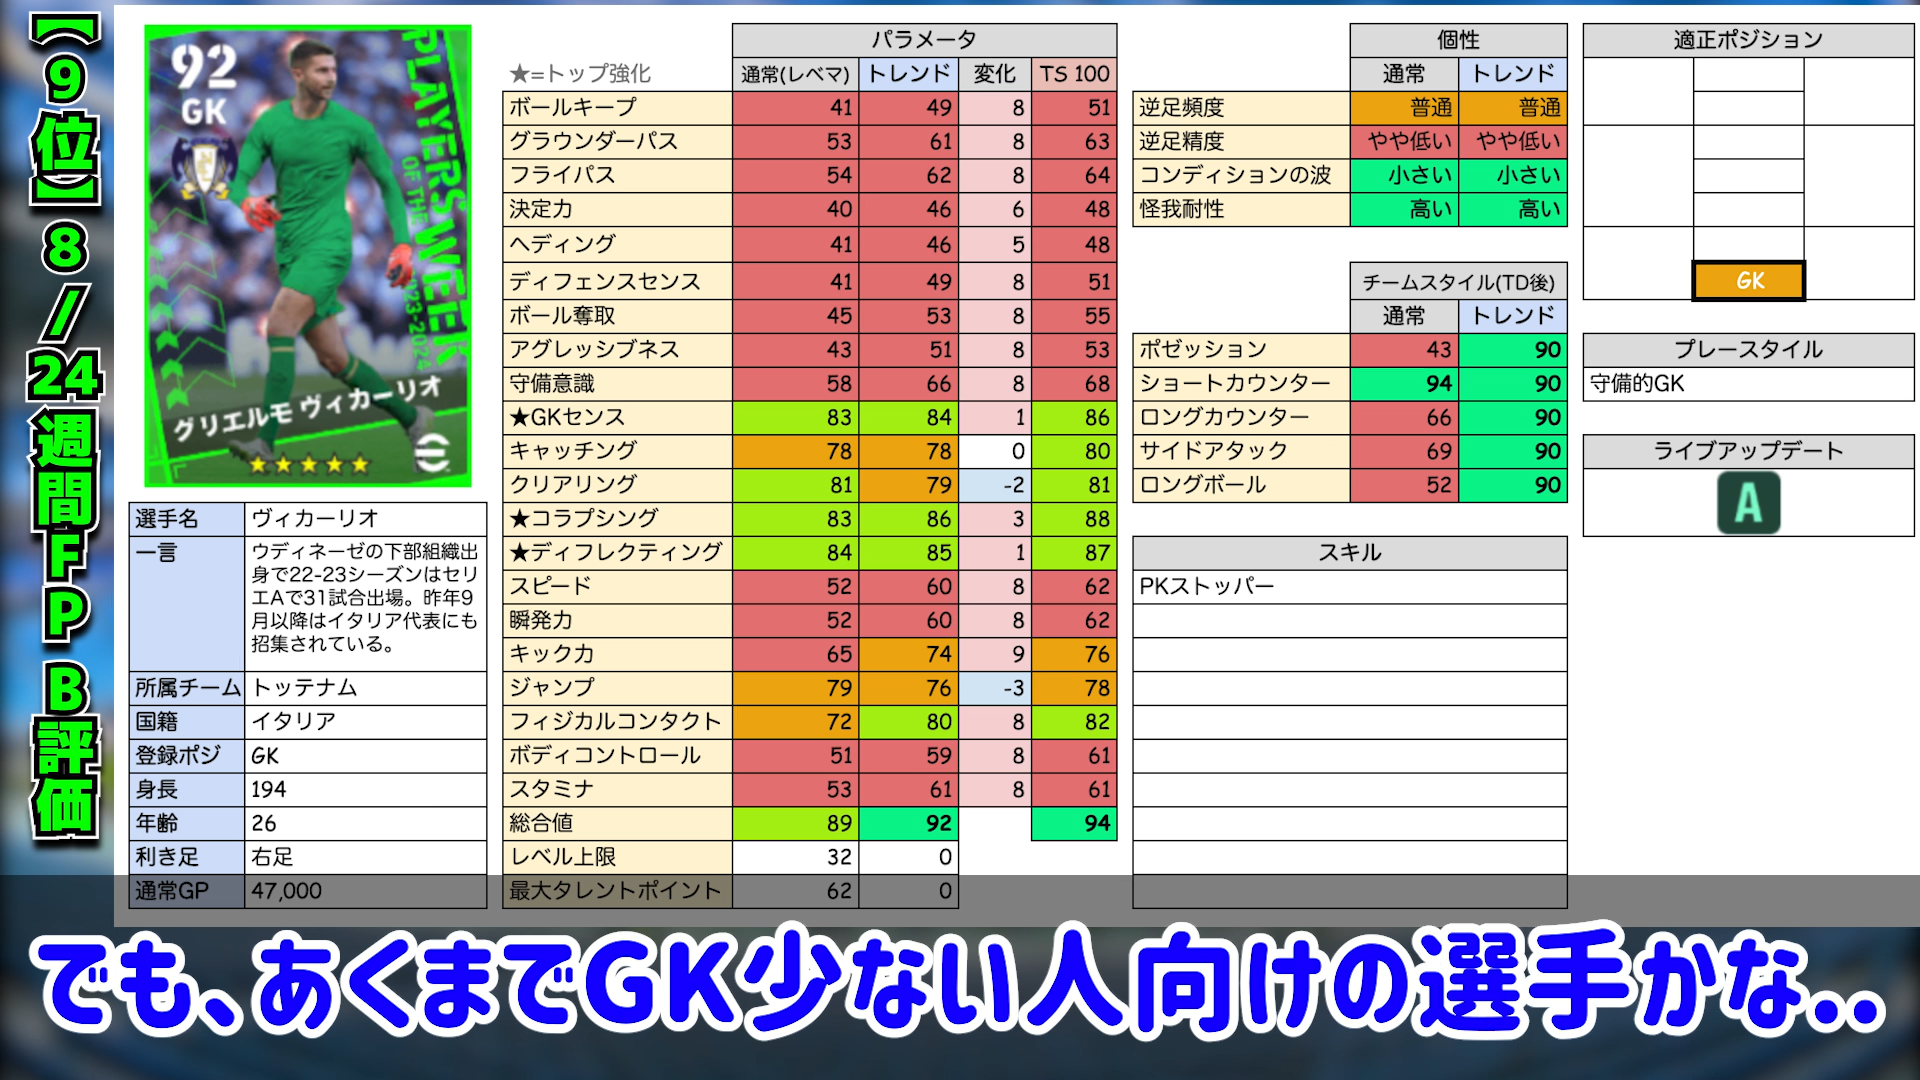 【9位】8/24週間FP B評価
92
GK
PLAYERS
OF THE WEEK
グリエルモ ヴィカーリオ
★★★★★
選手名 ヴィカーリオ
一言 ウディネーゼの下部組織出
身で22-23シーズンはセリ
エAで31試合出場。昨年9
月以降はイタリア代表にも
招集されている。
所属チーム トッテナム
国籍 イタリア
登録ポジ GK
身長 194
年齢 26
利き足 右足
通常GP 47,000
パラメータ
★=トップ強化 通常(レベマ) トレンド 変化 TS 100
ボールキープ 41 49 8 51
グラウンダーパス 53 61 8 63
フライパス 54 62 8 64
決定力 40 46 6 48
ヘディング 41 46 5 48
ディフェンスセンス 41 49 8 51
ボール奪取 45 53 8 55
アグレッシブネス 43 51 8 53
守備意識 58 66 8 68
★GKセンス 83 84 1 86
キャッチング 78 78 0 80
クリアリング 81 79 -2 81
★コラプシング 83 86 3 88
★ディフレクティング 84 85 1 87
スピード 52 60 8 62
瞬発力 52 60 8 62
キック力 65 74 9 76
ジャンプ 79 76 -3 78
フィジカルコンタクト 72 80 8 82
ボディコントロール 51 59 8 61
スタミナ 53 61 8 61
総合値 89 92 94
レベル上限 32 0
最大タレントポイント 62 0
個性
通常 トレンド
逆足頻度 普通 普通
逆足精度 やや低い やや低い
コンディションの波 小さい 小さい
怪我耐性 高い 高い
チームスタイル(TD後)
通常 トレンド
ポゼッション 43 90
ショートカウンター 94 90
ロングカウンター 66 90
サイドアタック 69 90
ロングボール 52 90
スキル
PKストッパー
適正ポジション
GK
プレースタイル
守備的GK
ライブアップデート
A
でも、あくまでGK少ない人向けの選手かな..